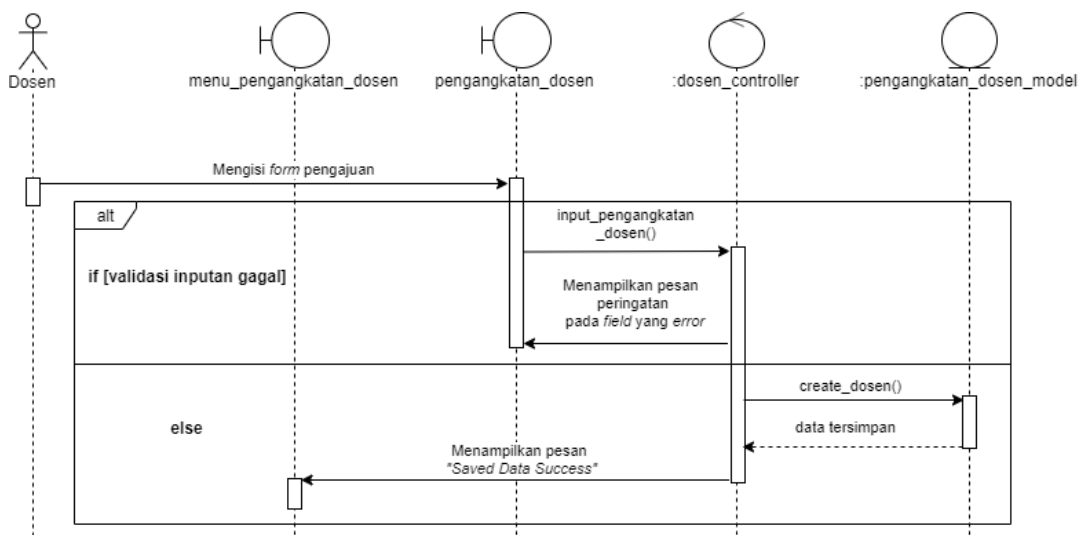 Dosen
menu_pengangkatan_dosen
pengangkatan_dosen
:dosen_controller
:pengangkatan_dosen_model
Mengisi form pengajuan
alt
input_pengangkatan
_dosen()
if [validasi inputan gagal]
Menampilkan pesan
peringatan
pada field yang error
create_dosen()
else
data tersimpan
Menampilkan pesan
"Saved Data Success"